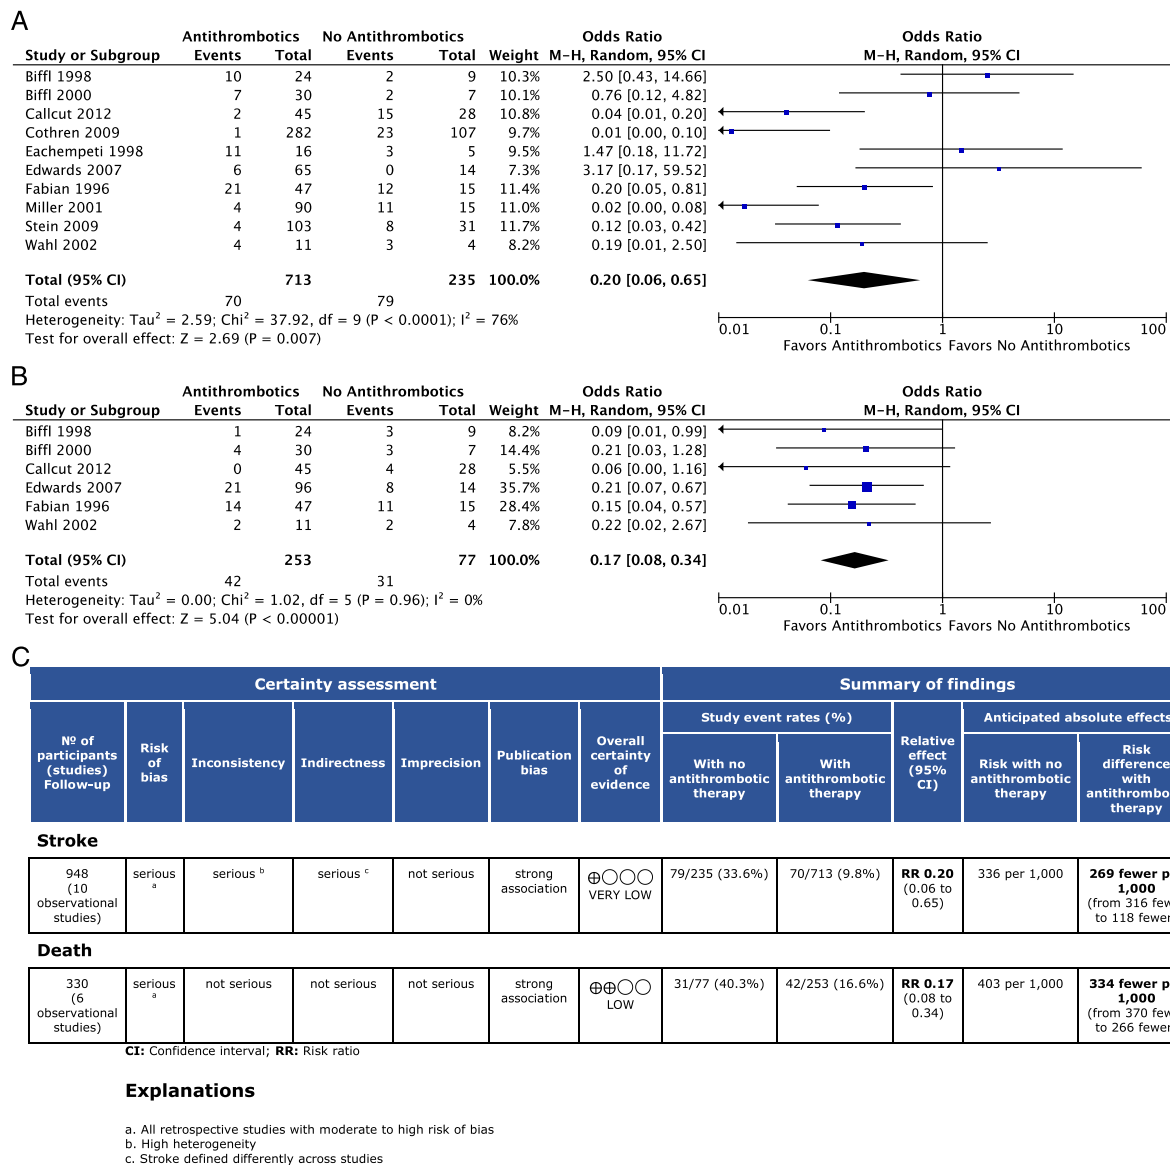 A
Antithrombotics No Antithrombotics Odds Ratio Odds Ratio
Study or Subgroup Events Total Events Total Weight M-H, Random, 95% CI M-H, Random, 95% CI
Biffl 1998 10 24 2 9 10.3% 2.50 [0.43, 14.66]
Biffl 2000 7 30 2 7 10.1% 0.76 [0.12, 4.82]
Callcut 2012 2 45 15 28 10.8% 0.04 [0.01, 0.20]
Cothren 2009 1 282 23 107 9.7% 0.01 [0.00, 0.10]
Eachempeti 1998 11 16 3 5 9.5% 1.47 [0.18, 11.72]
Edwards 2007 6 65 0 14 7.3% 3.17 [0.17, 59.52]
Fabian 1996 21 47 12 15 11.4% 0.20 [0.05, 0.81]
Miller 2001 4 90 11 15 11.0% 0.02 [0.00, 0.08]
Stein 2009 4 103 8 31 11.7% 0.12 [0.03, 0.42]
Wahl 2002 4 11 3 4 8.2% 0.19 [0.01, 2.50]
Total (95% CI) 713 235 100.0% 0.20 [0.06, 0.65]
Total events 70 79
Heterogeneity: Tau² = 2.59; Chi² = 37.92, df = 9 (P < 0.0001); I² = 76%
Test for overall effect: Z = 2.69 (P = 0.007)
0.01 0.1 1 10 100
Favors Antithrombotics Favors No Antithrombotics
B
Antithrombotics No Antithrombotics Odds Ratio Odds Ratio
Study or Subgroup Events Total Events Total Weight M-H, Random, 95% CI M-H, Random, 95% CI
Biffl 1998 1 24 3 9 8.2% 0.09 [0.01, 0.99]
Biffl 2000 4 30 3 7 14.4% 0.21 [0.03, 1.28]
Callcut 2012 0 45 4 28 5.5% 0.06 [0.00, 1.16]
Edwards 2007 21 96 8 14 35.7% 0.21 [0.07, 0.67]
Fabian 1996 14 47 11 15 28.4% 0.15 [0.04, 0.57]
Wahl 2002 2 11 2 4 7.8% 0.22 [0.02, 2.67]
Total (95% CI) 253 77 100.0% 0.17 [0.08, 0.34]
Total events 42 31
Heterogeneity: Tau² = 0.00; Chi² = 1.02, df = 5 (P = 0.96); I² = 0%
Test for overall effect: Z = 5.04 (P < 0.00001)
0.01 0.1 1 10 100
Favors Antithrombotics Favors No Antithrombotics
C
Certainty assessment
Summary of findings
№ of
participants
(studies)
Follow-up
Risk
of
bias
Inconsistency
Indirectness
Imprecision
Publication
bias
Overall
certainty
of
evidence
Study event rates (%)
With no
antithrombotic
therapy
With
antithrombotic
therapy
Relative
effect
(95%
CI)
Anticipated absolute effects
Risk with no
antithrombotic
therapy
Risk
difference
with
antithrombo
therapy
Stroke
948
(10
observational
studies)
serious
a
serious b
serious c
not serious
strong
association
⊕◯◯◯
VERY LOW
79/235 (33.6%)
70/713 (9.8%)
RR 0.20
(0.06 to
0.65)
336 per 1,000
269 fewer p
1,000
(from 316 few
to 118 fewer
Death
330
(6
observational
studies)
serious
a
not serious
not serious
not serious
strong
association
⊕⊕◯◯
LOW
31/77 (40.3%)
42/253 (16.6%)
RR 0.17
(0.08 to
0.34)
403 per 1,000
334 fewer p
1,000
(from 370 few
to 266 fewer
CI: Confidence interval; RR: Risk ratio
Explanations
a. All retrospective studies with moderate to high risk of bias
b. High heterogeneity
c. Stroke defined differently across studies